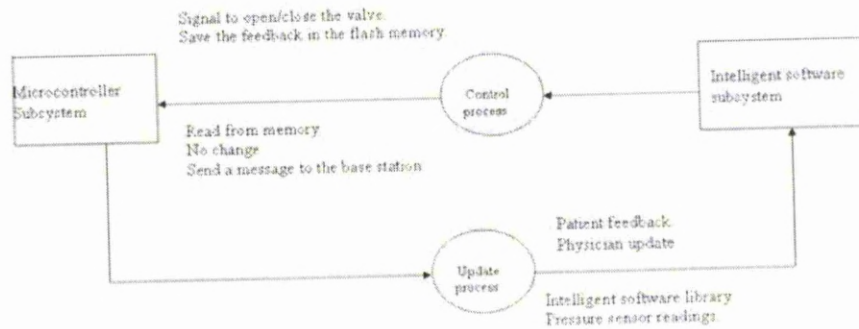 Signal to open/close the valve.
Save the feedback in the flash memory.
Microcontroller
Subsystem
Control
process
Intelligent software
subsystem
Read from memory
No change
Send a message to the base station
Patient feedback
Physician update
Update
process
Intelligent software library
Pressure sensor readings.